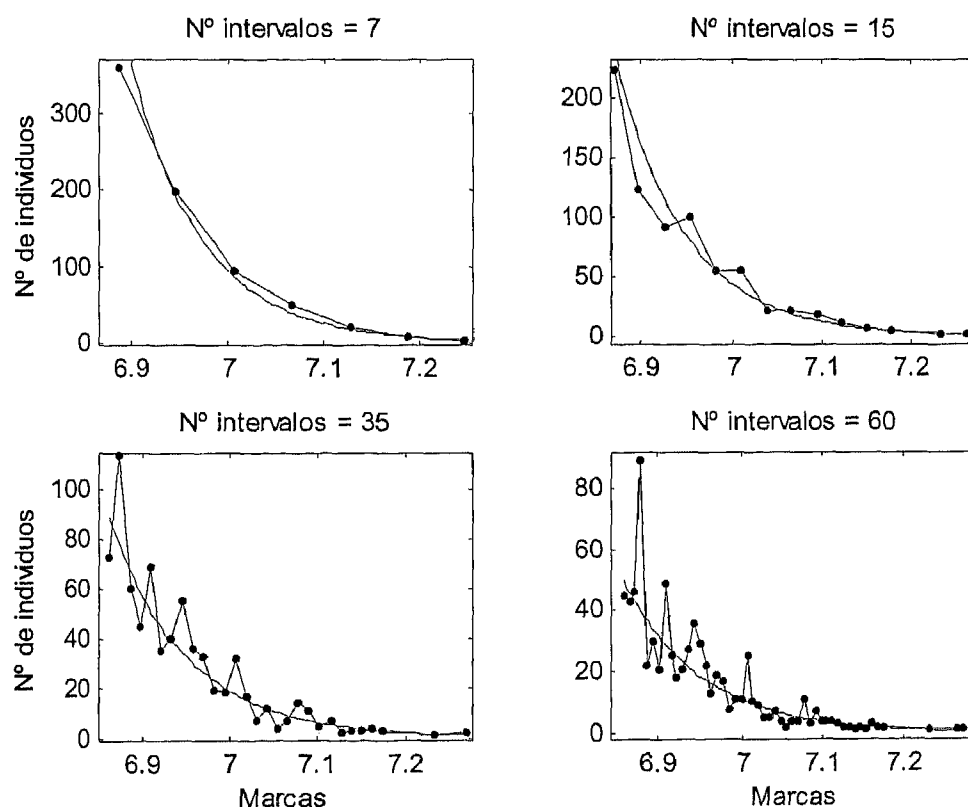 Nº intervalos = 7
Nº intervalos = 15
Nº de individuos
300
200
100
0
6.9 7 7.1 7.2
200
150
100
50
0
6.9 7 7.1 7.2
Nº intervalos = 35
Nº intervalos = 60
Nº de individuos
100
80
60
40
20
0
6.9 7 7.1 7.2
Marcas
80
60
40
20
0
6.9 7 7.1 7.2
Marcas